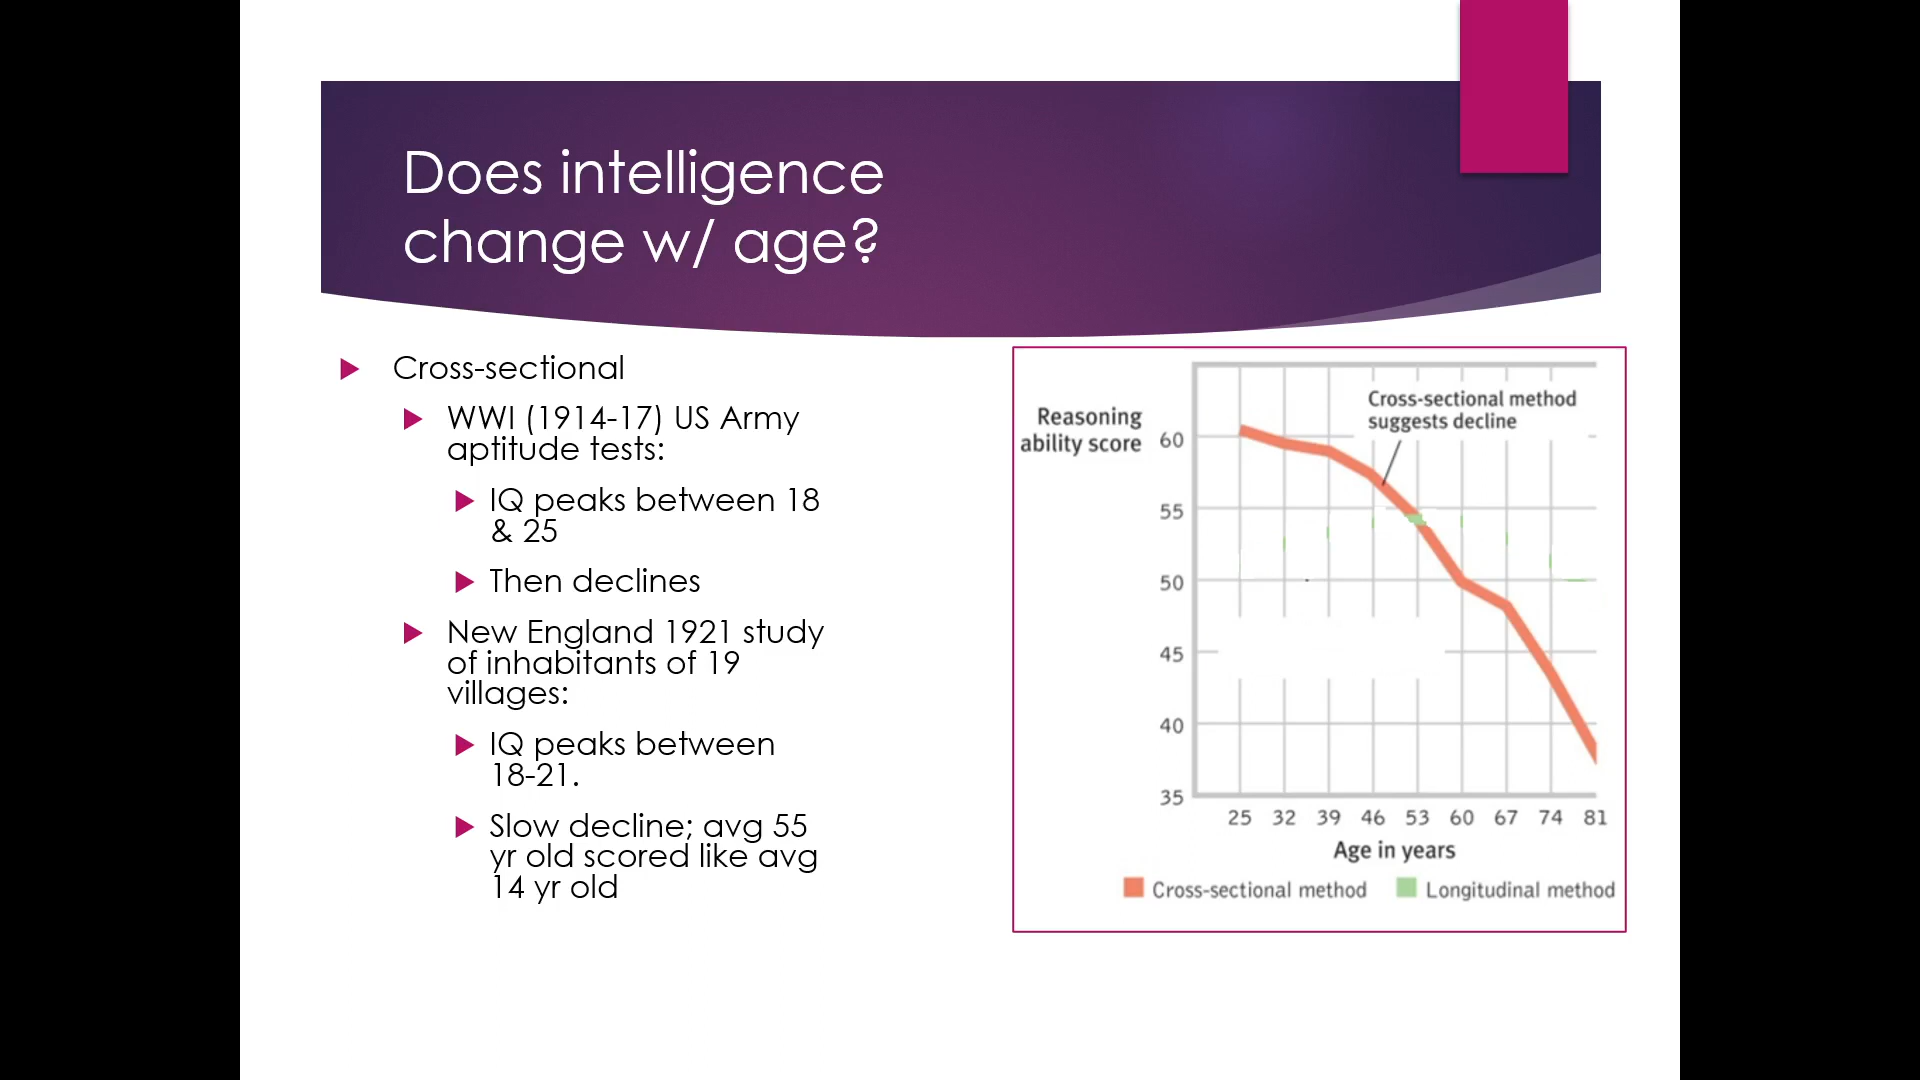 Does intelligence
change w/ age?
Cross-sectional
WWI (1914-17) US Army
aptitude tests:
IQ peaks between 18
& 25
Then declines
New England 1921 study
of inhabitants of 19
villages:
IQ peaks between
18-21.
Slow decline; avg 55
yr old scored like avg
14 yr old
Cross-sectional method
suggests decline
Reasoning
ability score
60
55
50
45
40
35
25 32 39 46 53 60 67 74 81
Age in years
Cross-sectional method Longitudinal method